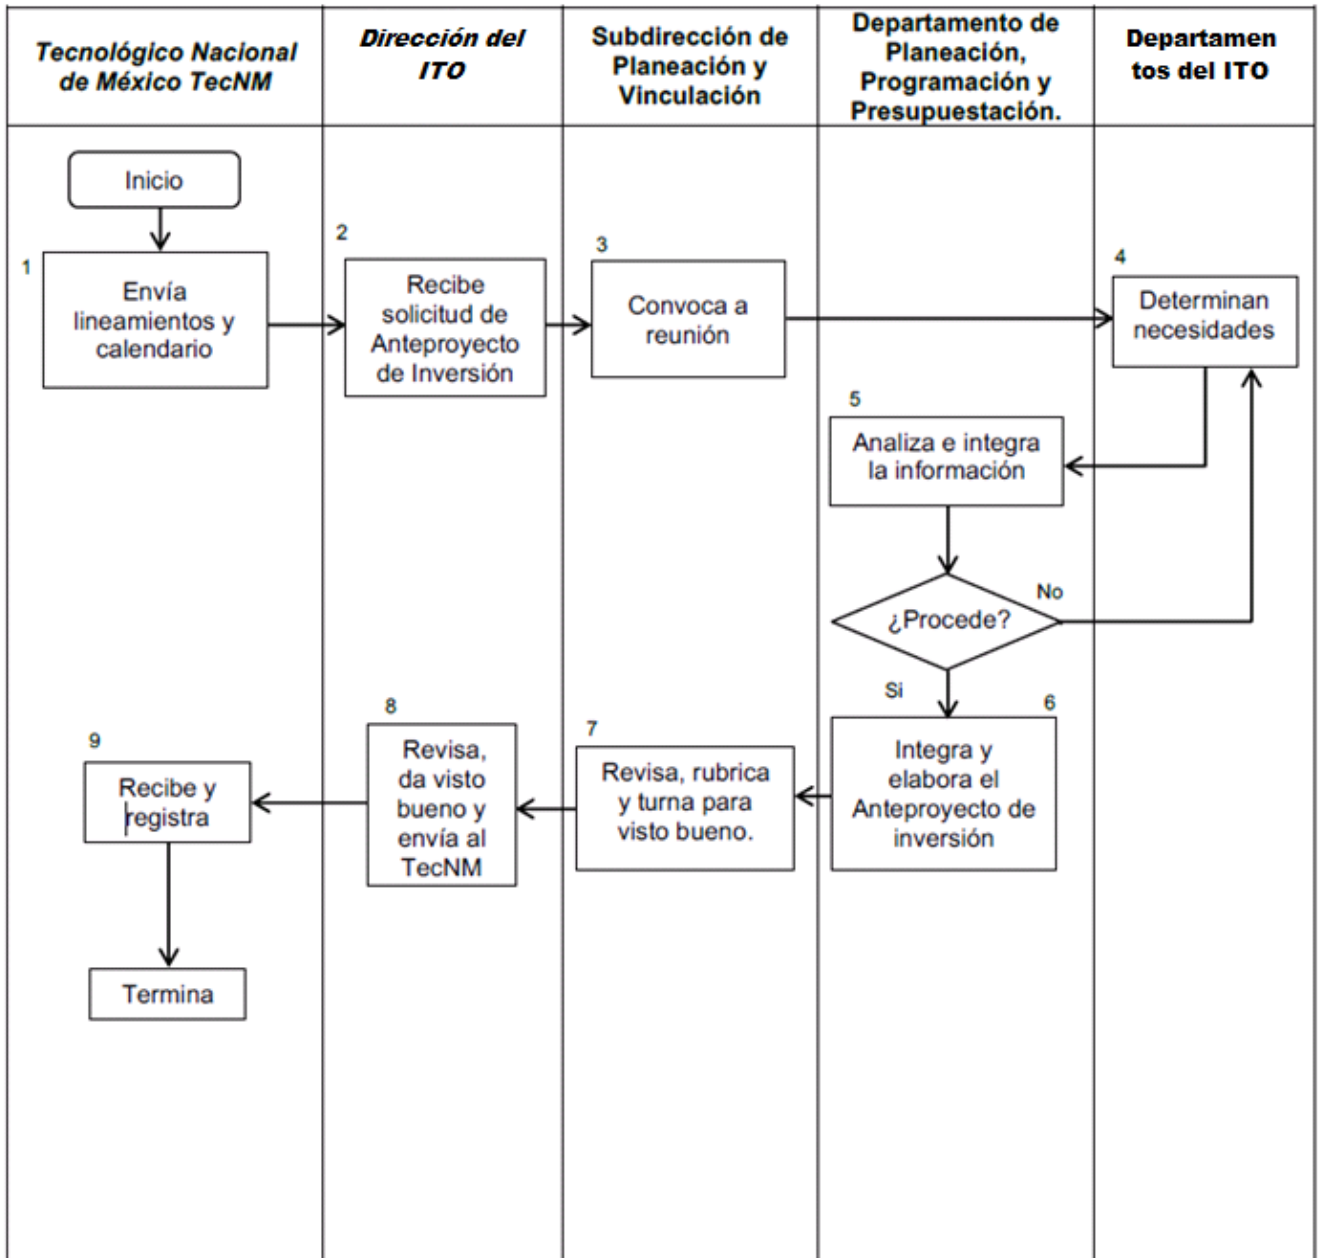 Tecnológico Nacional
de México TecNM
Dirección del
ITO
Subdirección de
Planeación y
Vinculación
Departamento de
Planeación,
Programación y
Presupuestación.
Departamen
tos del ITO
Inicio
1
Envía
lineamientos y
calendario
2
Recibe
solicitud de
Anteproyecto
de Inversión
3
Convoca a
reunión
4
Determinan
necesidades
5
Analiza e integra
la información
¿Procede?
No
Si
6
Integra y
elabora el
Anteproyecto de
inversión
7
Revisa, rubrica
y turna para
visto bueno.
8
Revisa,
da visto
bueno y
envía al
TecNM
9
Recibe y
registra
Termina